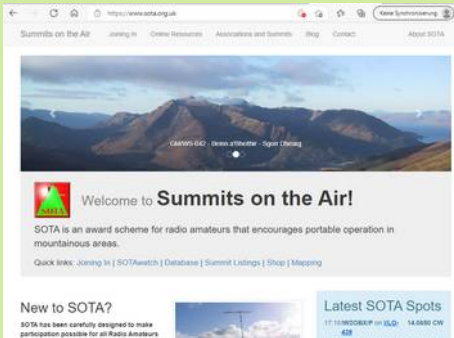 https://www.sota.org.uk
Keine Synchronisierung
Summits on the Air Joining In Online Resources Associations and Summits Blog Contact About SOTA
GM/WS-042 - Beinn a'Bheithir - Sgorr Dhearg
SOTA
Welcome to Summits on the Air!
SOTA is an award scheme for radio amateurs that encourages portable operation in
mountainous areas.
Quick links: Joining In | SOTAwatch | Database | Summit Listings | Shop | Mapping
New to SOTA?
SOTA has been carefully designed to make
participation possible for all Radio Amateurs
Latest SOTA Spots
on 14.0650 CW